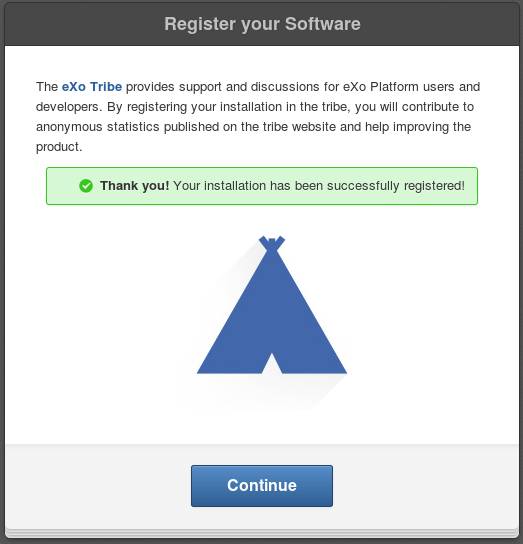 Register your Software
The eXo Tribe provides support and discussions for eXo Platform users and
developers. By registering your installation in the tribe, you will contribute to
anonymous statistics published on the tribe website and help improving the
product.
Thank you! Your installation has been successfully registered!
Continue